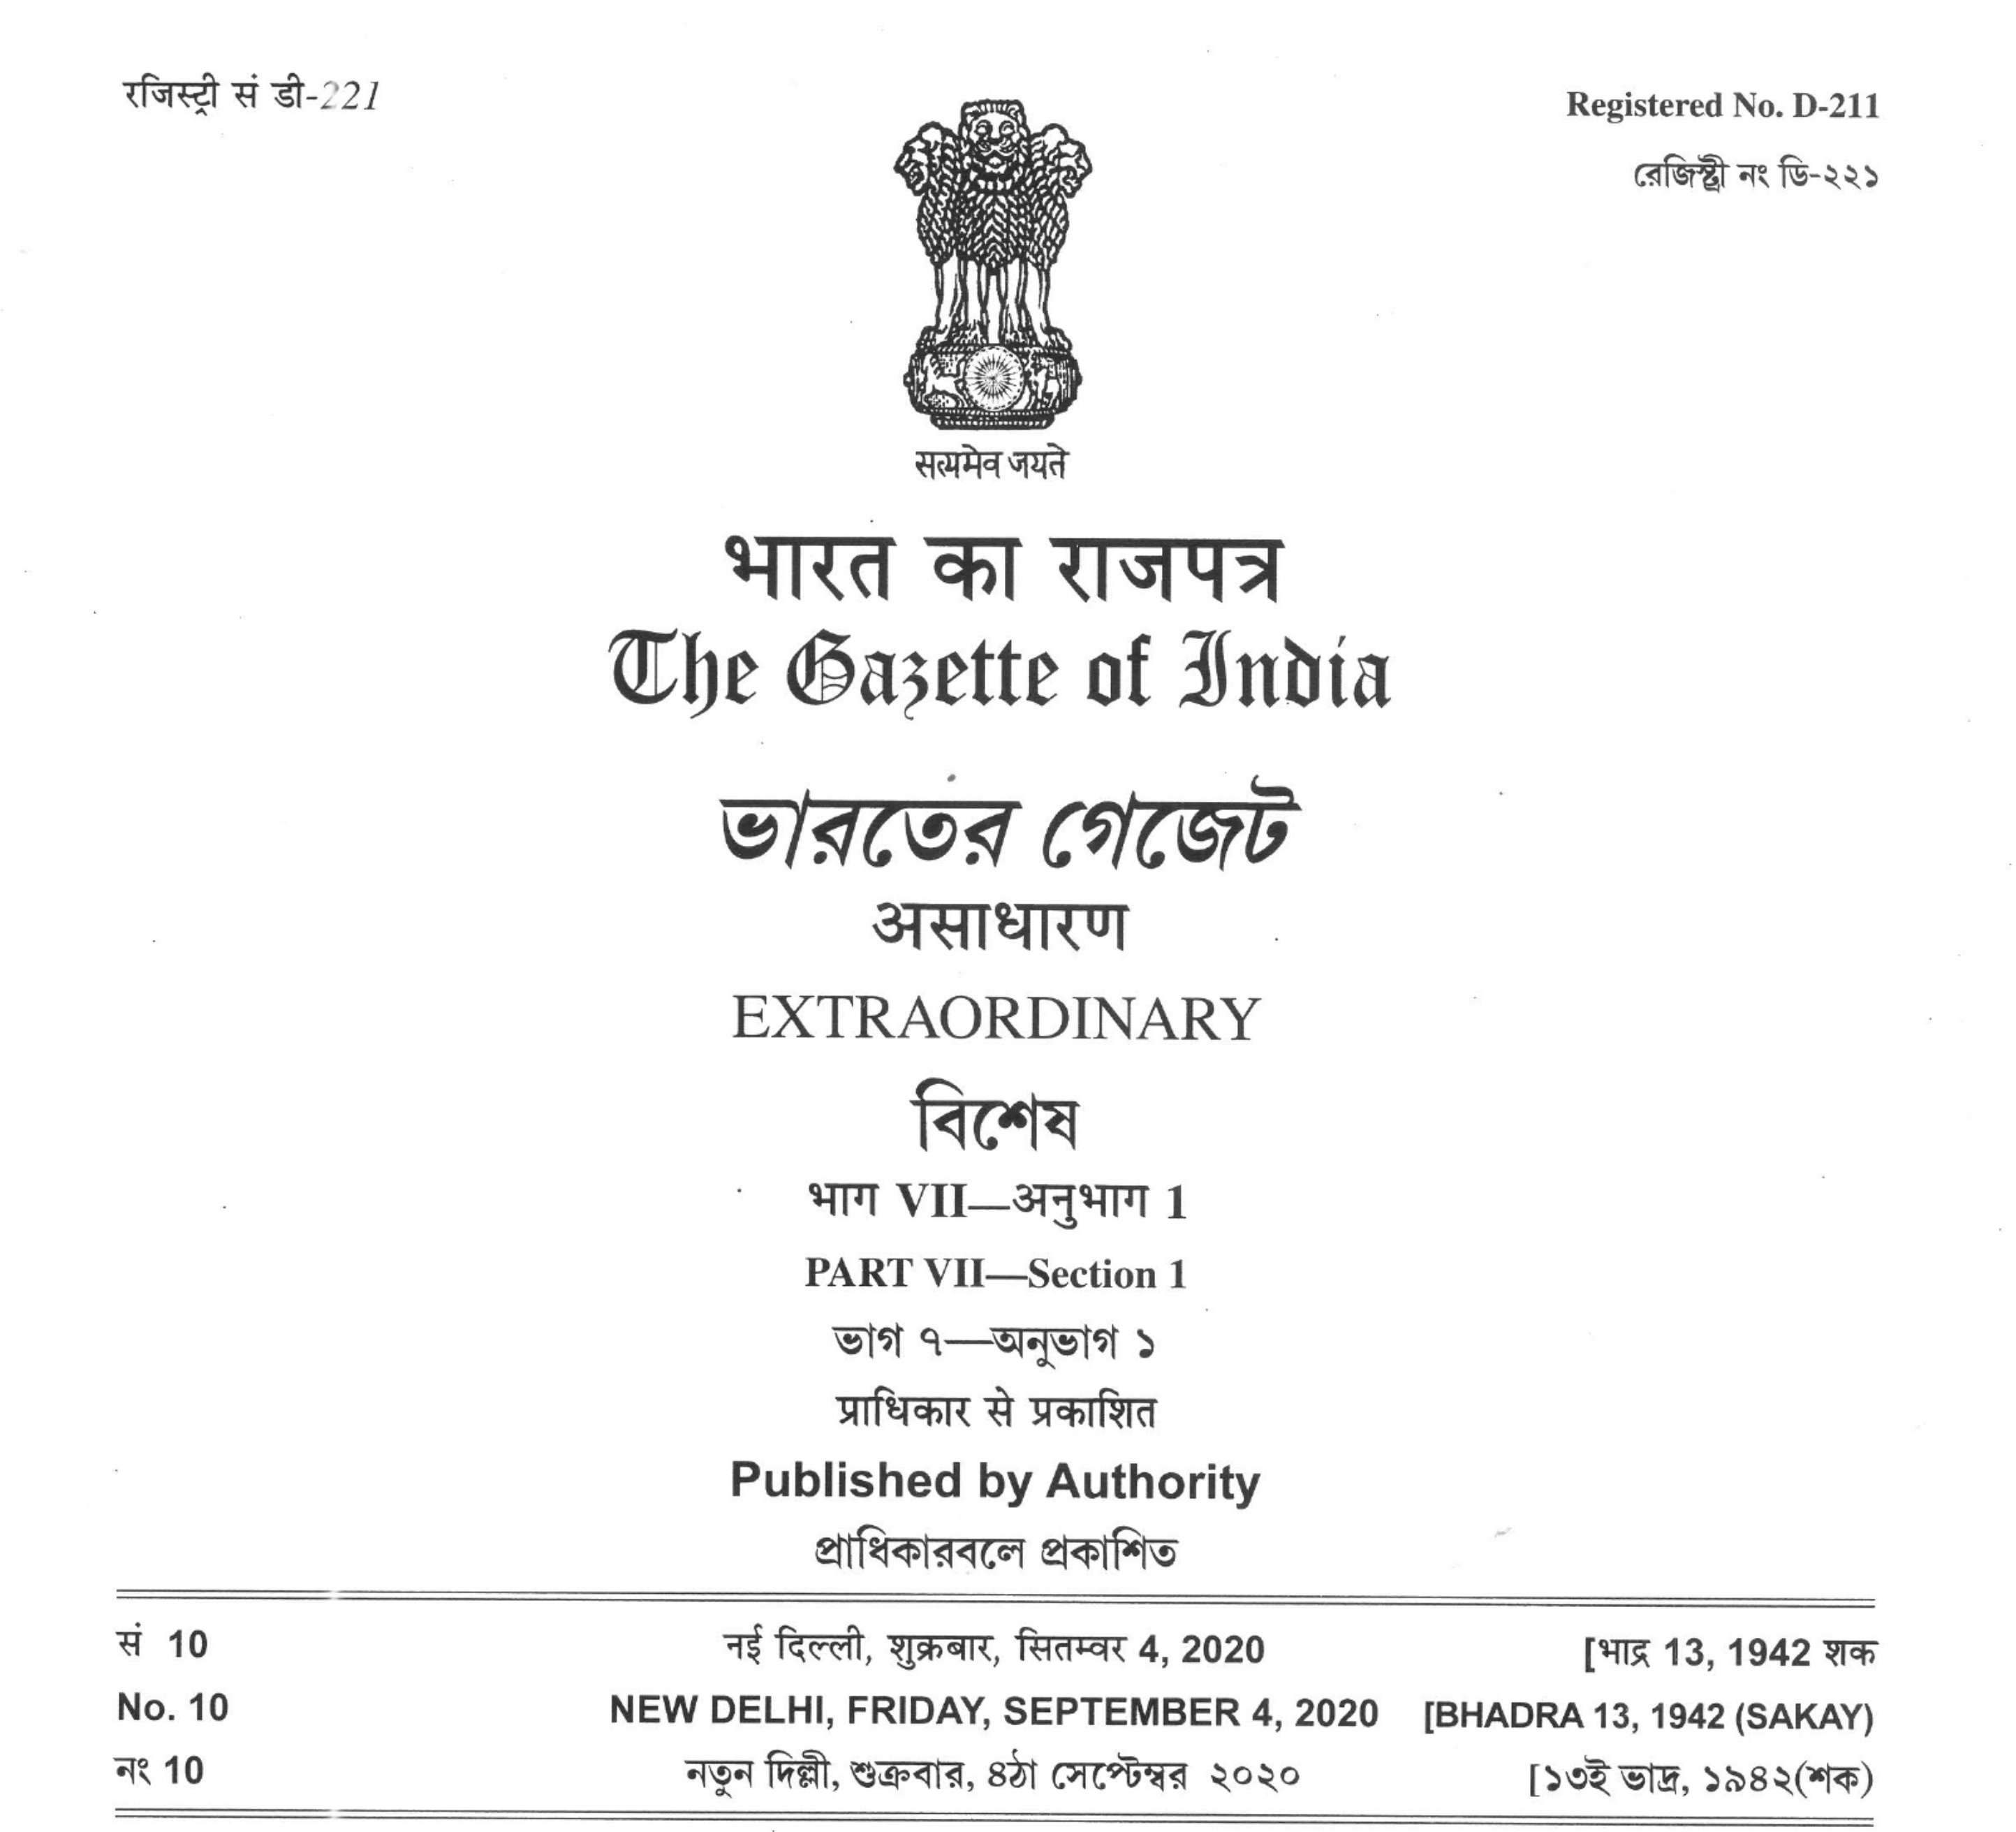 रजिस्ट्री सं डी-221
Registered No. D-211
রেজিস্ট্রী নং ডি-২২১
सत्यमेव जयते
भारत का राजपत्र
The Gazette of India
ভারতের গেজেট
असाधारण
EXTRAORDINARY
বিশেষ
भाग VII—अनुभाग 1
PART VII—Section 1
ভাগ ৭—অনুভাগ ১
प्राधिकार से प्रकाशित
Published by Authority
প্রাধিকারবলে প্রকাশিত
सं 10 नई दिल्ली, शुक्रबार, सितम्वर 4, 2020 [भाद्र 13, 1942 शक
No. 10 NEW DELHI, FRIDAY, SEPTEMBER 4, 2020 [BHADRA 13, 1942 (SAKAY)
নং 10 নতুন দিল্লী, শুক্রবার, ৪ঠা সেপ্টেম্বর ২০২০ [১৩ই ভাদ্র, ১৯৪২(শক)